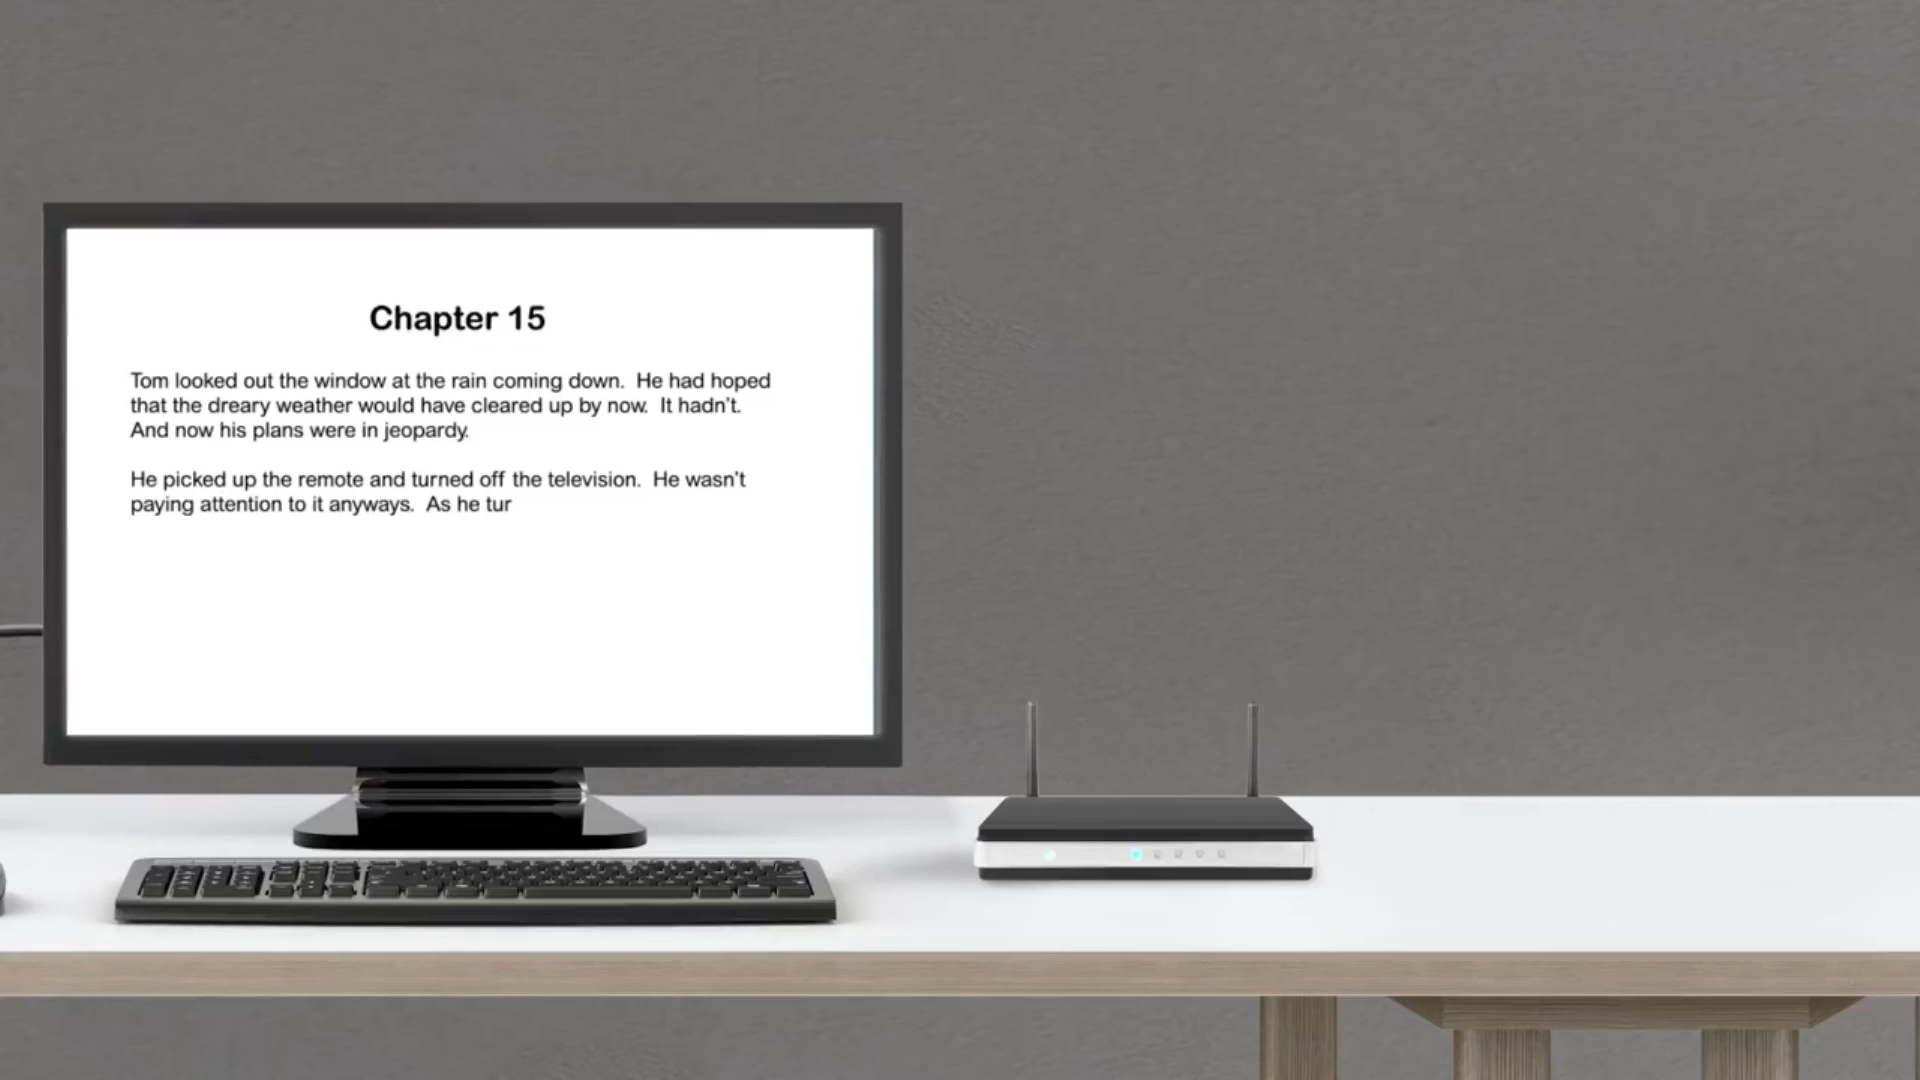 Chapter 15
Tom looked out the window at the rain coming down.  He had hoped
that the dreary weather would have cleared up by now.  It hadn't.
And now his plans were in jeopardy.
He picked up the remote and turned off the television.  He wasn't
paying attention to it anyways.  As he tur